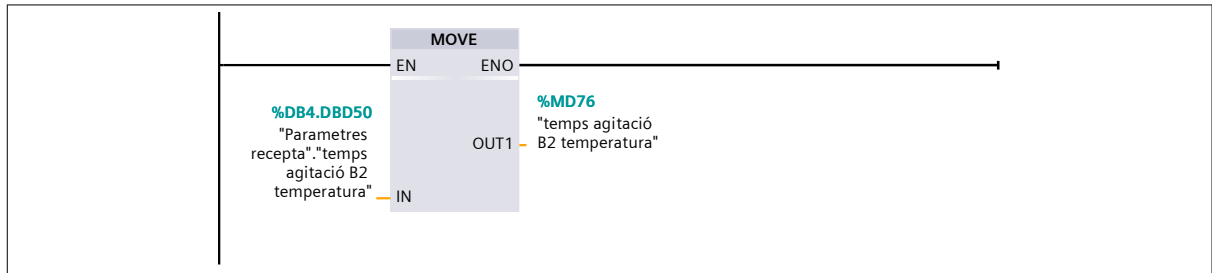 MOVE
EN ENO
%DB4.DBD50
"Parametres
recepta"."temps
agitació B2
temperatura"
IN
%MD76
"temps agitació
B2 temperatura"
OUT1